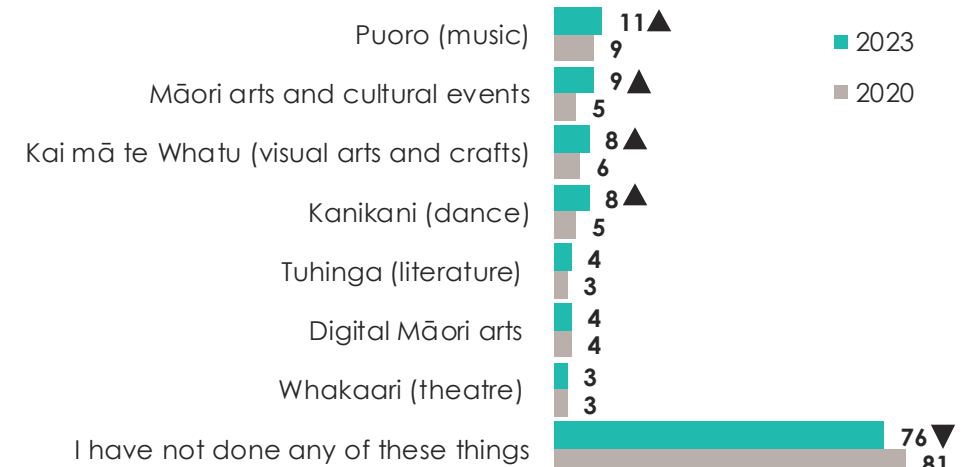 Puoro (music) 11▲
9
Māori arts and cultural events 9▲
5
Kai mā te Whatu (visual arts and crafts) 8▲
6
Kanikani (dance) 8▲
5
Tuhinga (literature) 4
3
Digital Māori arts 4
4
Whakaari (theatre) 3
3
I have not done any of these things 76▼
81
2023
2020